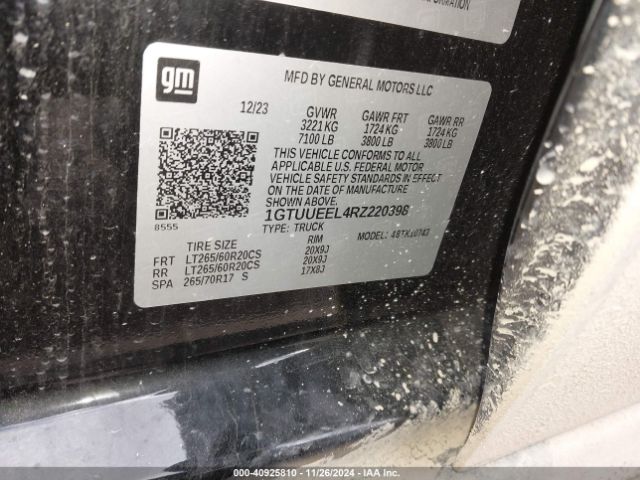 gm
MFD BY GENERAL MOTORS LLC
12/23 GVWR GAWR FRT GAWR RR
3221 KG 1724 KG 1724 KG
7100 LB 3800 LB 3800 LB
THIS VEHICLE CONFORMS TO ALL
APPLICABLE U.S. FEDERAL MOTOR
VEHICLE SAFETY STANDARDS IN EFFECT
ON THE DATE OF MANUFACTURE
SHOWN ABOVE.
1GTUUEEL4RZ220398
8555 TYPE: TRUCK MODEL:
TIRE SIZE RIM
FRT LT265/60R20CS 20X9J
RR LT265/60R20CS 20X9J
SPA 265/70R17 S 17X8J
000-40925810 - 11/26/2024 - IAA Inc.